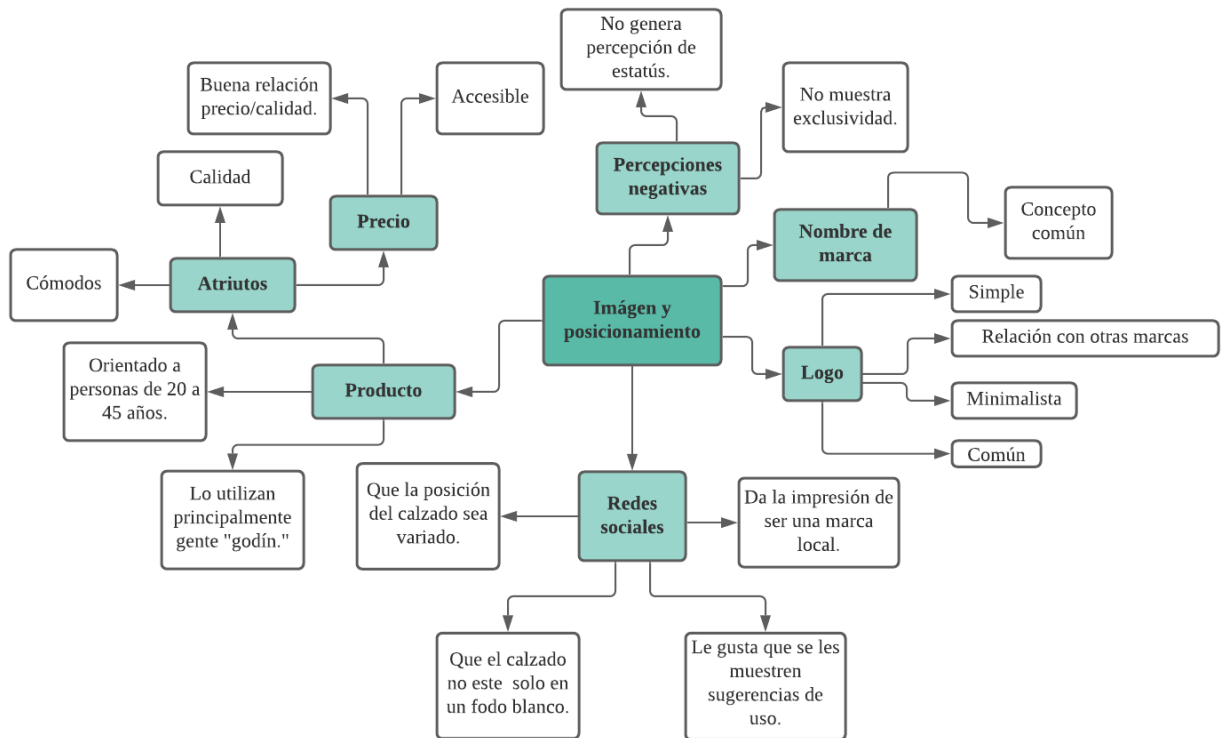 No genera
percepción de
estatús.
Buena relación
precio/calidad.
Accesible
No muestra
exclusividad.
Percepciones
negativas
Calidad
Precio
Nombre de
marca
Concepto
común
Cómodos
Atriutos
Imágen y
posicionamiento
Simple
Relación con otras marcas
Orientado a
personas de 20 a
45 años.
Producto
Logo
Minimalista
Común
Lo utilizan
principalmente
gente "godín."
Que la posición
del calzado sea
variado.
Redes
sociales
Da la impresión de
ser una marca
local.
Que el calzado
no este solo en
un fodo blanco.
Le gusta que se les
muestren
sugerencias de
uso.